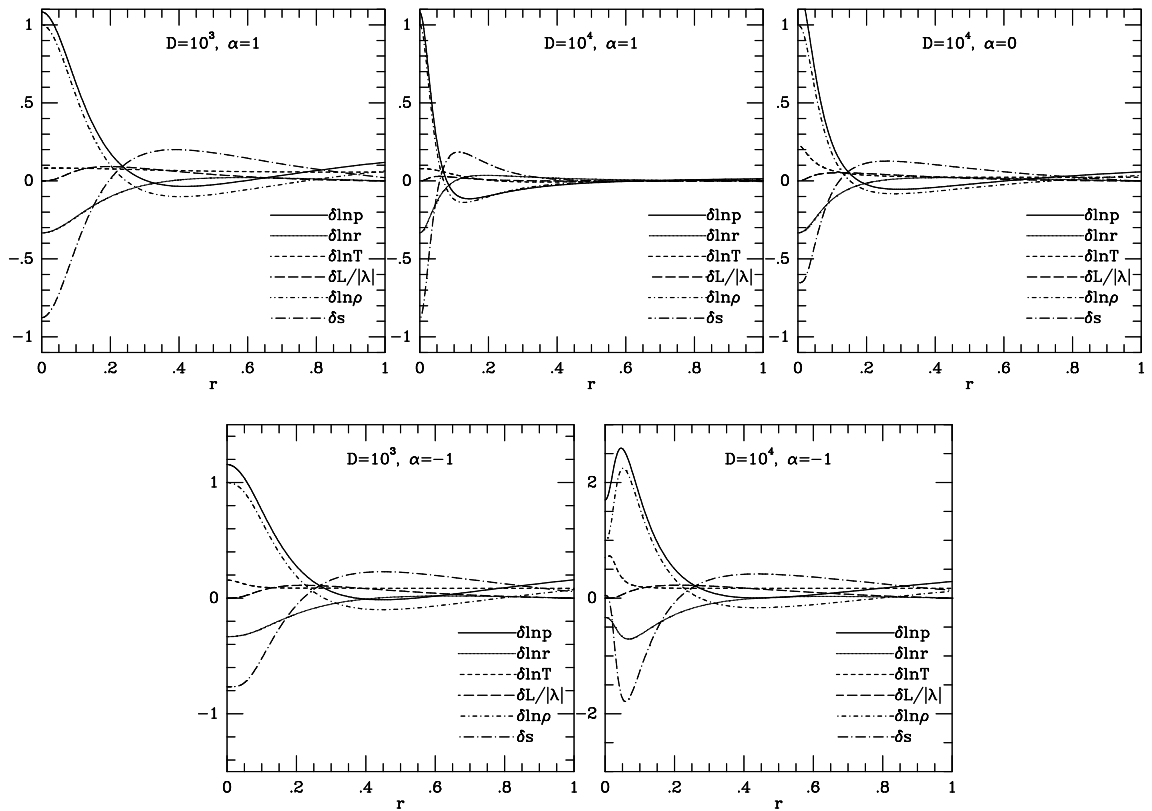 D=10³, α=1
D=10⁴, α=1
D=10⁴, α=0
1
.5
0
−.5
−1
δlnp
δlnr
δlnT
δL/|λ|
δlnρ
δs
0 .2 .4 .6 .8 1
r
1
.5
0
−.5
−1
δlnp
δlnr
δlnT
δL/|λ|
δlnρ
δs
0 .2 .4 .6 .8 1
r
1
.5
0
−.5
−1
δlnp
δlnr
δlnT
δL/|λ|
δlnρ
δs
0 .2 .4 .6 .8 1
r
D=10³, α=−1
D=10⁴, α=−1
1
0
−1
δlnp
δlnr
δlnT
δL/|λ|
δlnρ
δs
0 .2 .4 .6 .8 1
r
2
0
−2
δlnp
δlnr
δlnT
δL/|λ|
δlnρ
δs
0 .2 .4 .6 .8 1
r